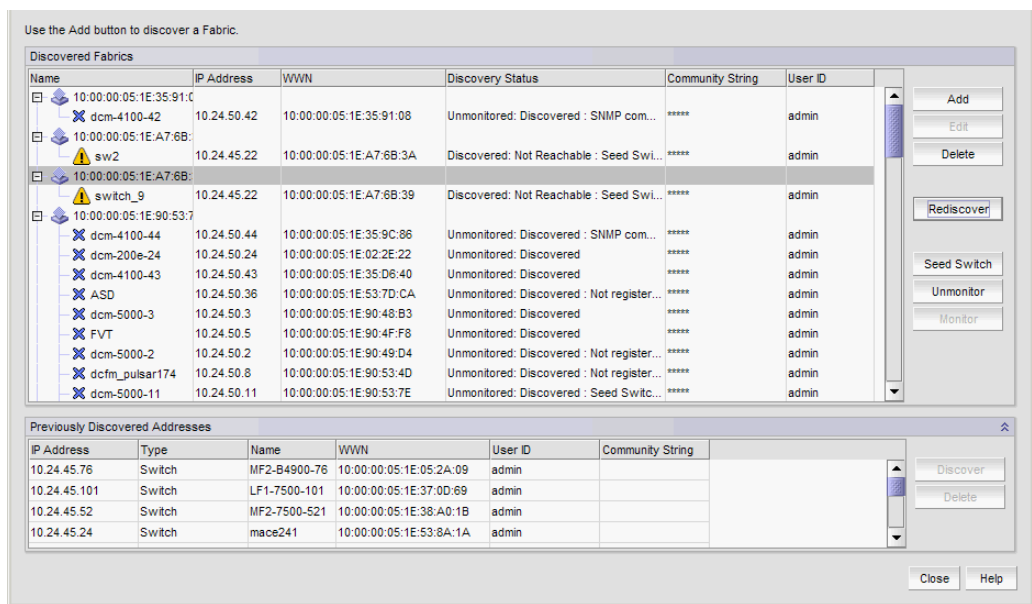 Use the Add button to discover a Fabric.
Discovered Fabrics
Name IP Address WWN Discovery Status Community String User ID
10:00:00:05:1E:35:91:0
dcm-4100-42 10.24.50.42 10:00:00:05:1E:35:91:08 Unmonitored: Discovered : SNMP com... ***** admin
10:00:00:05:1E:A7:6B:
sw2 10.24.45.22 10:00:00:05:1E:A7:6B:3A Discovered: Not Reachable : Seed Swi... ***** admin
10:00:00:05:1E:A7:6B:
switch_9 10.24.45.22 10:00:00:05:1E:A7:6B:39 Discovered: Not Reachable : Seed Swi... ***** admin
10:00:00:05:1E:90:53:7
dcm-4100-44 10.24.50.44 10:00:00:05:1E:35:9C:86 Unmonitored: Discovered : SNMP com... ***** admin
dcm-200e-24 10.24.50.24 10:00:00:05:1E:02:2E:22 Unmonitored: Discovered ***** admin
dcm-4100-43 10.24.50.43 10:00:00:05:1E:35:D6:40 Unmonitored: Discovered ***** admin
ASD 10.24.50.36 10:00:00:05:1E:53:7D:CA Unmonitored: Discovered : Not register... ***** admin
dcm-5000-3 10.24.50.3 10:00:00:05:1E:90:48:B3 Unmonitored: Discovered ***** admin
FVT 10.24.50.5 10:00:00:05:1E:90:4F:F8 Unmonitored: Discovered ***** admin
dcm-5000-2 10.24.50.2 10:00:00:05:1E:90:49:D4 Unmonitored: Discovered : Not register... ***** admin
dcfm_pulsar174 10.24.50.8 10:00:00:05:1E:90:53:4D Unmonitored: Discovered : Not register... ***** admin
dcm-5000-11 10.24.50.11 10:00:00:05:1E:90:53:7E Unmonitored: Discovered : Seed Switc... ***** admin
Add
Edit
Delete
Rediscover
Seed Switch
Unmonitor
Monitor
Previously Discovered Addresses
IP Address Type Name WWN User ID Community String
10.24.45.76 Switch MF2-B4900-76 10:00:00:05:1E:05:2A:09 admin
10.24.45.101 Switch LF1-7500-101 10:00:00:05:1E:37:0D:69 admin
10.24.45.52 Switch MF2-7500-521 10:00:00:05:1E:38:A0:1B admin
10.24.45.24 Switch mace241 10:00:00:05:1E:53:8A:1A admin
Discover
Delete
Close Help